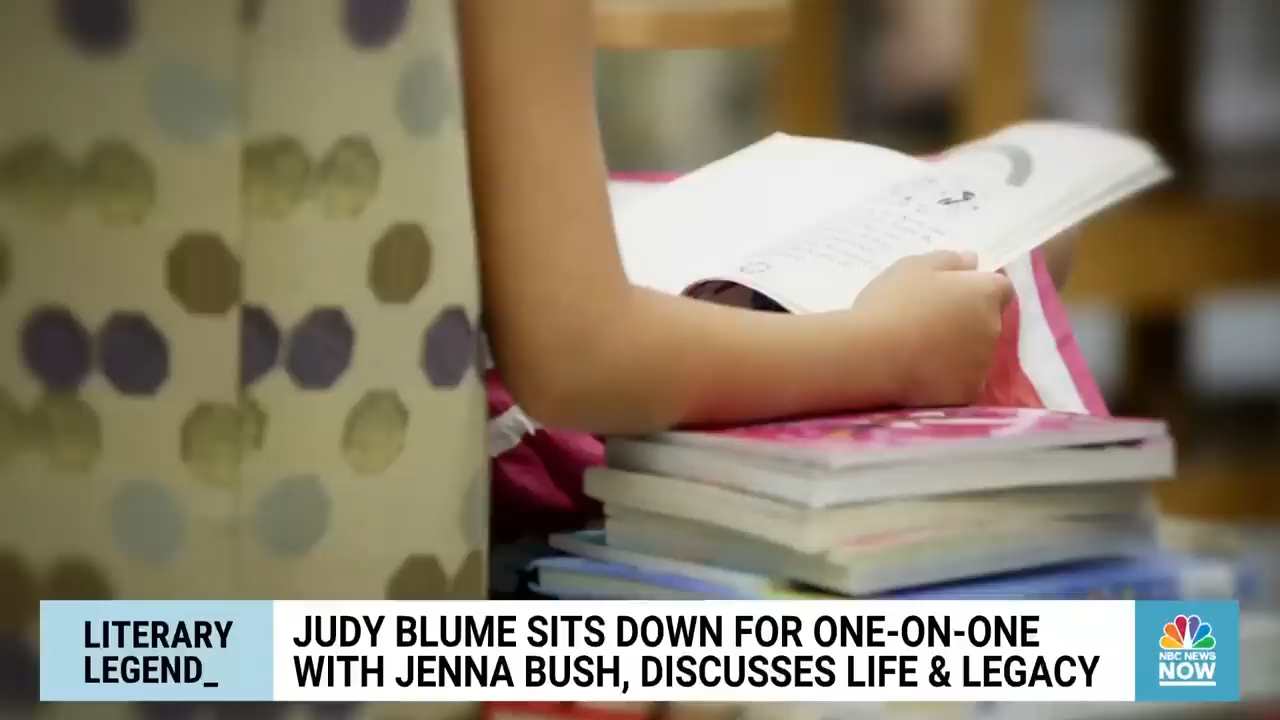 LITERARY
LEGEND_
JUDY BLUME SITS DOWN FOR ONE-ON-ONE
WITH JENNA BUSH, DISCUSSES LIFE & LEGACY
NBC NEWS
NOW